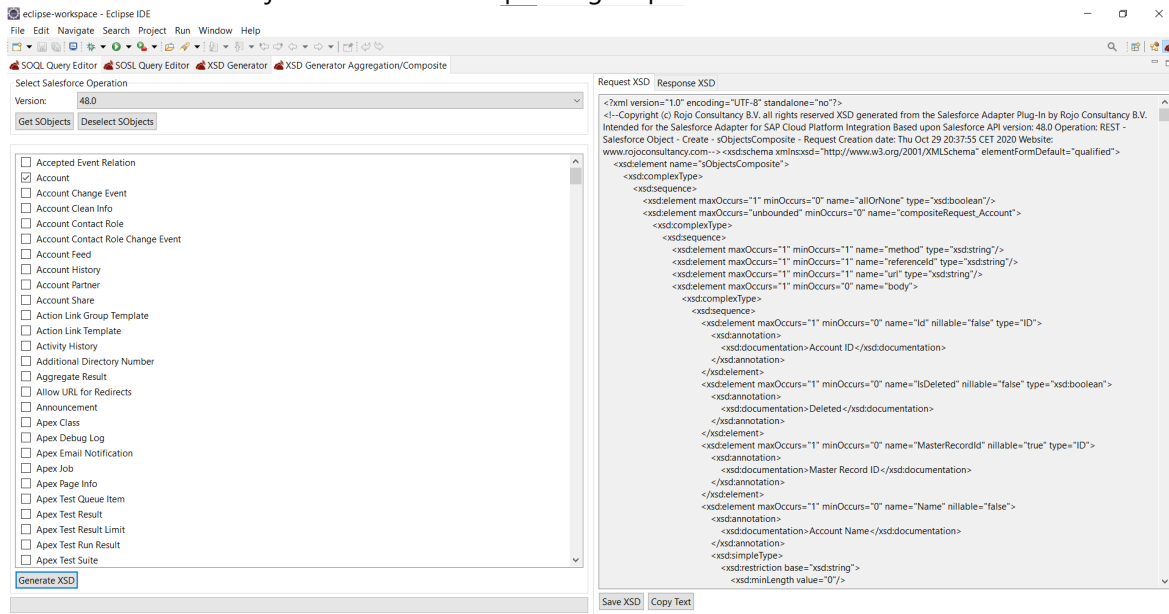 eclipse-workspace - Eclipse IDE
File Edit Navigate Search Project Run Window Help
SOQL Query Editor SOSL Query Editor XSD Generator XSD Generator Aggregation/Composite
Select Salesforce Operation
Version: 48.0
Get SObjects Deselect SObjects
Accepted Event Relation
Account
Account Change Event
Account Clean Info
Account Contact Role
Account Contact Role Change Event
Account Feed
Account History
Account Partner
Account Share
Action Link Group Template
Action Link Template
Activity History
Additional Directory Number
Aggregate Result
Allow URL for Redirects
Announcement
Apex Class
Apex Debug Log
Apex Email Notification
Apex Job
Apex Page Info
Apex Test Queue Item
Apex Test Result
Apex Test Result Limit
Apex Test Run Result
Apex Test Suite
Generate XSD
Request XSD Response XSD
<?xml version="1.0" encoding="UTF-8" standalone="no"?>
<!--Copyright (c) Rojo Consultancy B.V. all rights reserved XSD generated from the Salesforce Adapter Plug-In by Rojo Consultancy B.V.
Intended for the Salesforce Adapter for SAP Cloud Platform Integration Based upon Salesforce API version: 48.0 Operation: REST -
Salesforce Object - Create - sObjectsComposite - Request Creation date: Thu Oct 29 20:37:55 CET 2020 Website:
www.rojoconsultancy.com--><xsd:schema xmlns:xsd="http://www.w3.org/2001/XMLSchema" elementFormDefault="qualified">
<xsd:element name="sObjectsComposite">
<xsd:complexType>
<xsd:sequence>
<xsd:element maxOccurs="1" minOccurs="0" name="allOrNone" type="xsd:boolean"/>
<xsd:element maxOccurs="unbounded" minOccurs="0" name="compositeRequest_Account">
<xsd:complexType>
<xsd:sequence>
<xsd:element maxOccurs="1" minOccurs="1" name="method" type="xsd:string"/>
<xsd:element maxOccurs="1" minOccurs="1" name="referenceId" type="xsd:string"/>
<xsd:element maxOccurs="1" minOccurs="1" name="url" type="xsd:string"/>
<xsd:element maxOccurs="1" minOccurs="0" name="body">
<xsd:complexType>
<xsd:sequence>
<xsd:element maxOccurs="1" minOccurs="0" name="Id" nillable="false" type="ID">
<xsd:annotation>
<xsd:documentation>Account ID</xsd:documentation>
</xsd:annotation>
</xsd:element>
<xsd:element maxOccurs="1" minOccurs="0" name="IsDeleted" nillable="false" type="xsd:boolean">
<xsd:annotation>
<xsd:documentation>Deleted</xsd:documentation>
</xsd:annotation>
</xsd:element>
<xsd:element maxOccurs="1" minOccurs="0" name="MasterRecordId" nillable="true" type="ID">
<xsd:annotation>
<xsd:documentation>Master Record ID</xsd:documentation>
</xsd:annotation>
</xsd:element>
<xsd:element maxOccurs="1" minOccurs="0" name="Name" nillable="false">
<xsd:annotation>
<xsd:documentation>Account Name</xsd:documentation>
</xsd:annotation>
<xsd:simpleType>
<xsd:restriction base="xsd:string">
<xsd:minLength value="0"/>
Save XSD Copy Text